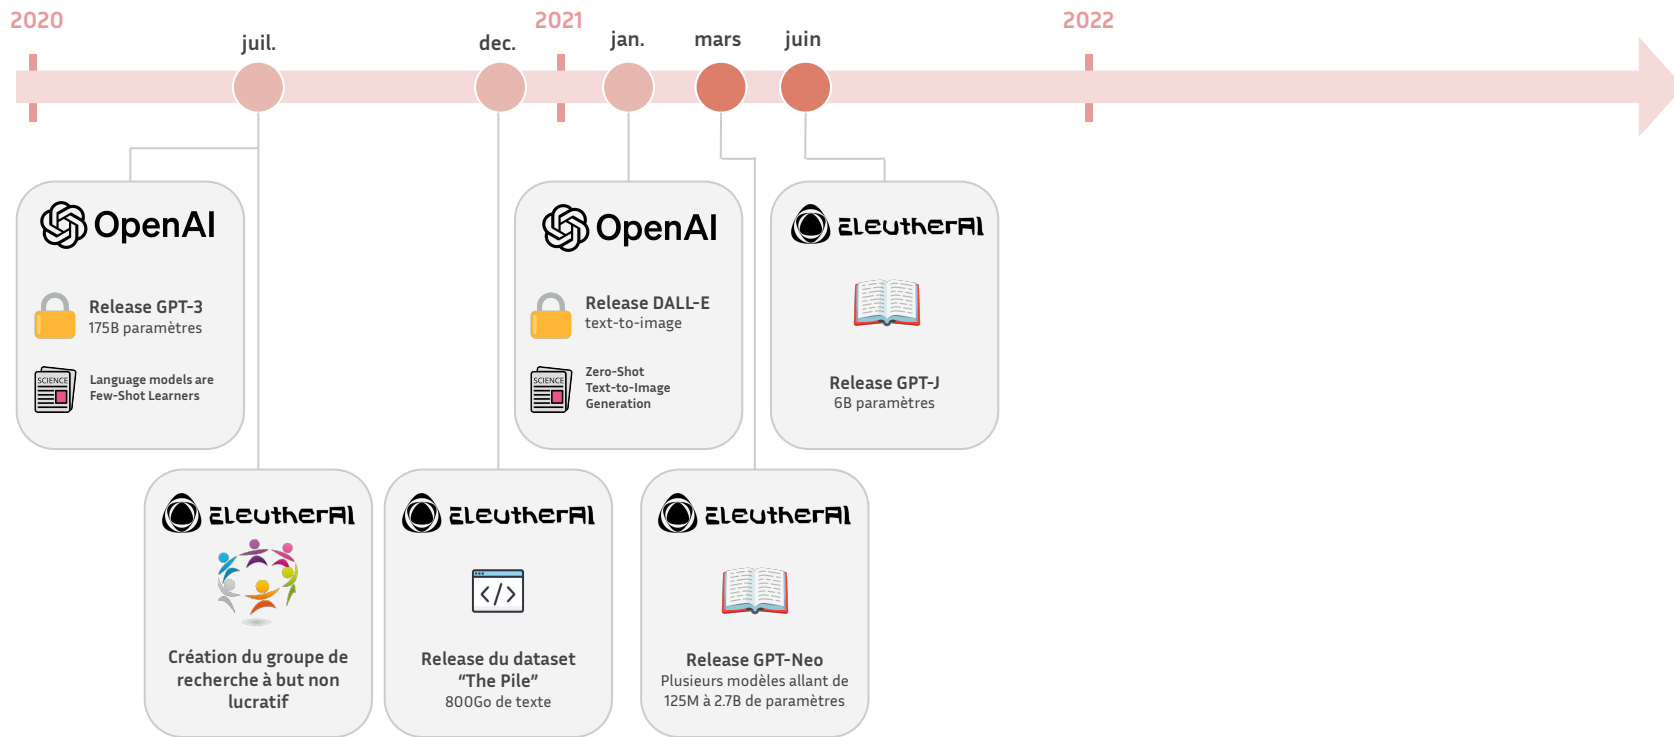 2020
2021
2022
juil.
dec.
jan.
mars
juin
OpenAI
Release GPT-3
175B paramètres
SCIENCE
Language models are
Few-Shot Learners
OpenAI
Release DALL-E
text-to-image
SCIENCE
Zero-Shot
Text-to-Image
Generation
EleutherAI
Release GPT-J
6B paramètres
EleutherAI
Création du groupe de
recherche à but non
lucratif
EleutherAI
Release du dataset
“The Pile”
800Go de texte
EleutherAI
Release GPT-Neo
Plusieurs modèles allant de
125M à 2.7B de paramètres